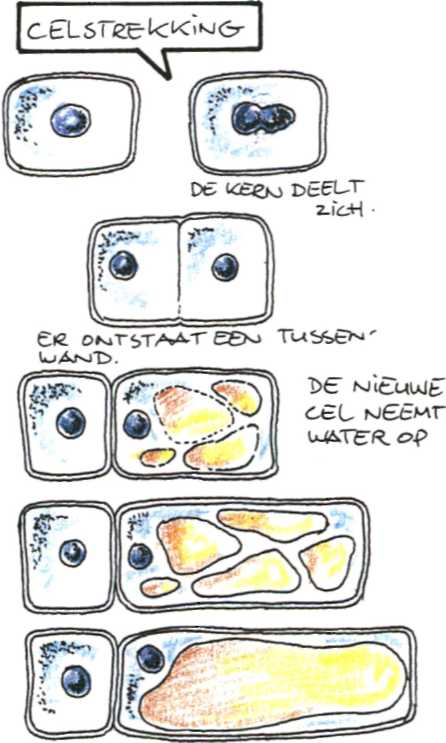 CELSTREKKING
DE KERN DEELT
ZICH.
ER ONTSTAAT EEN TUSSEN-
WAND.
DE NIEUWE
CEL NEEMT
WATER OP